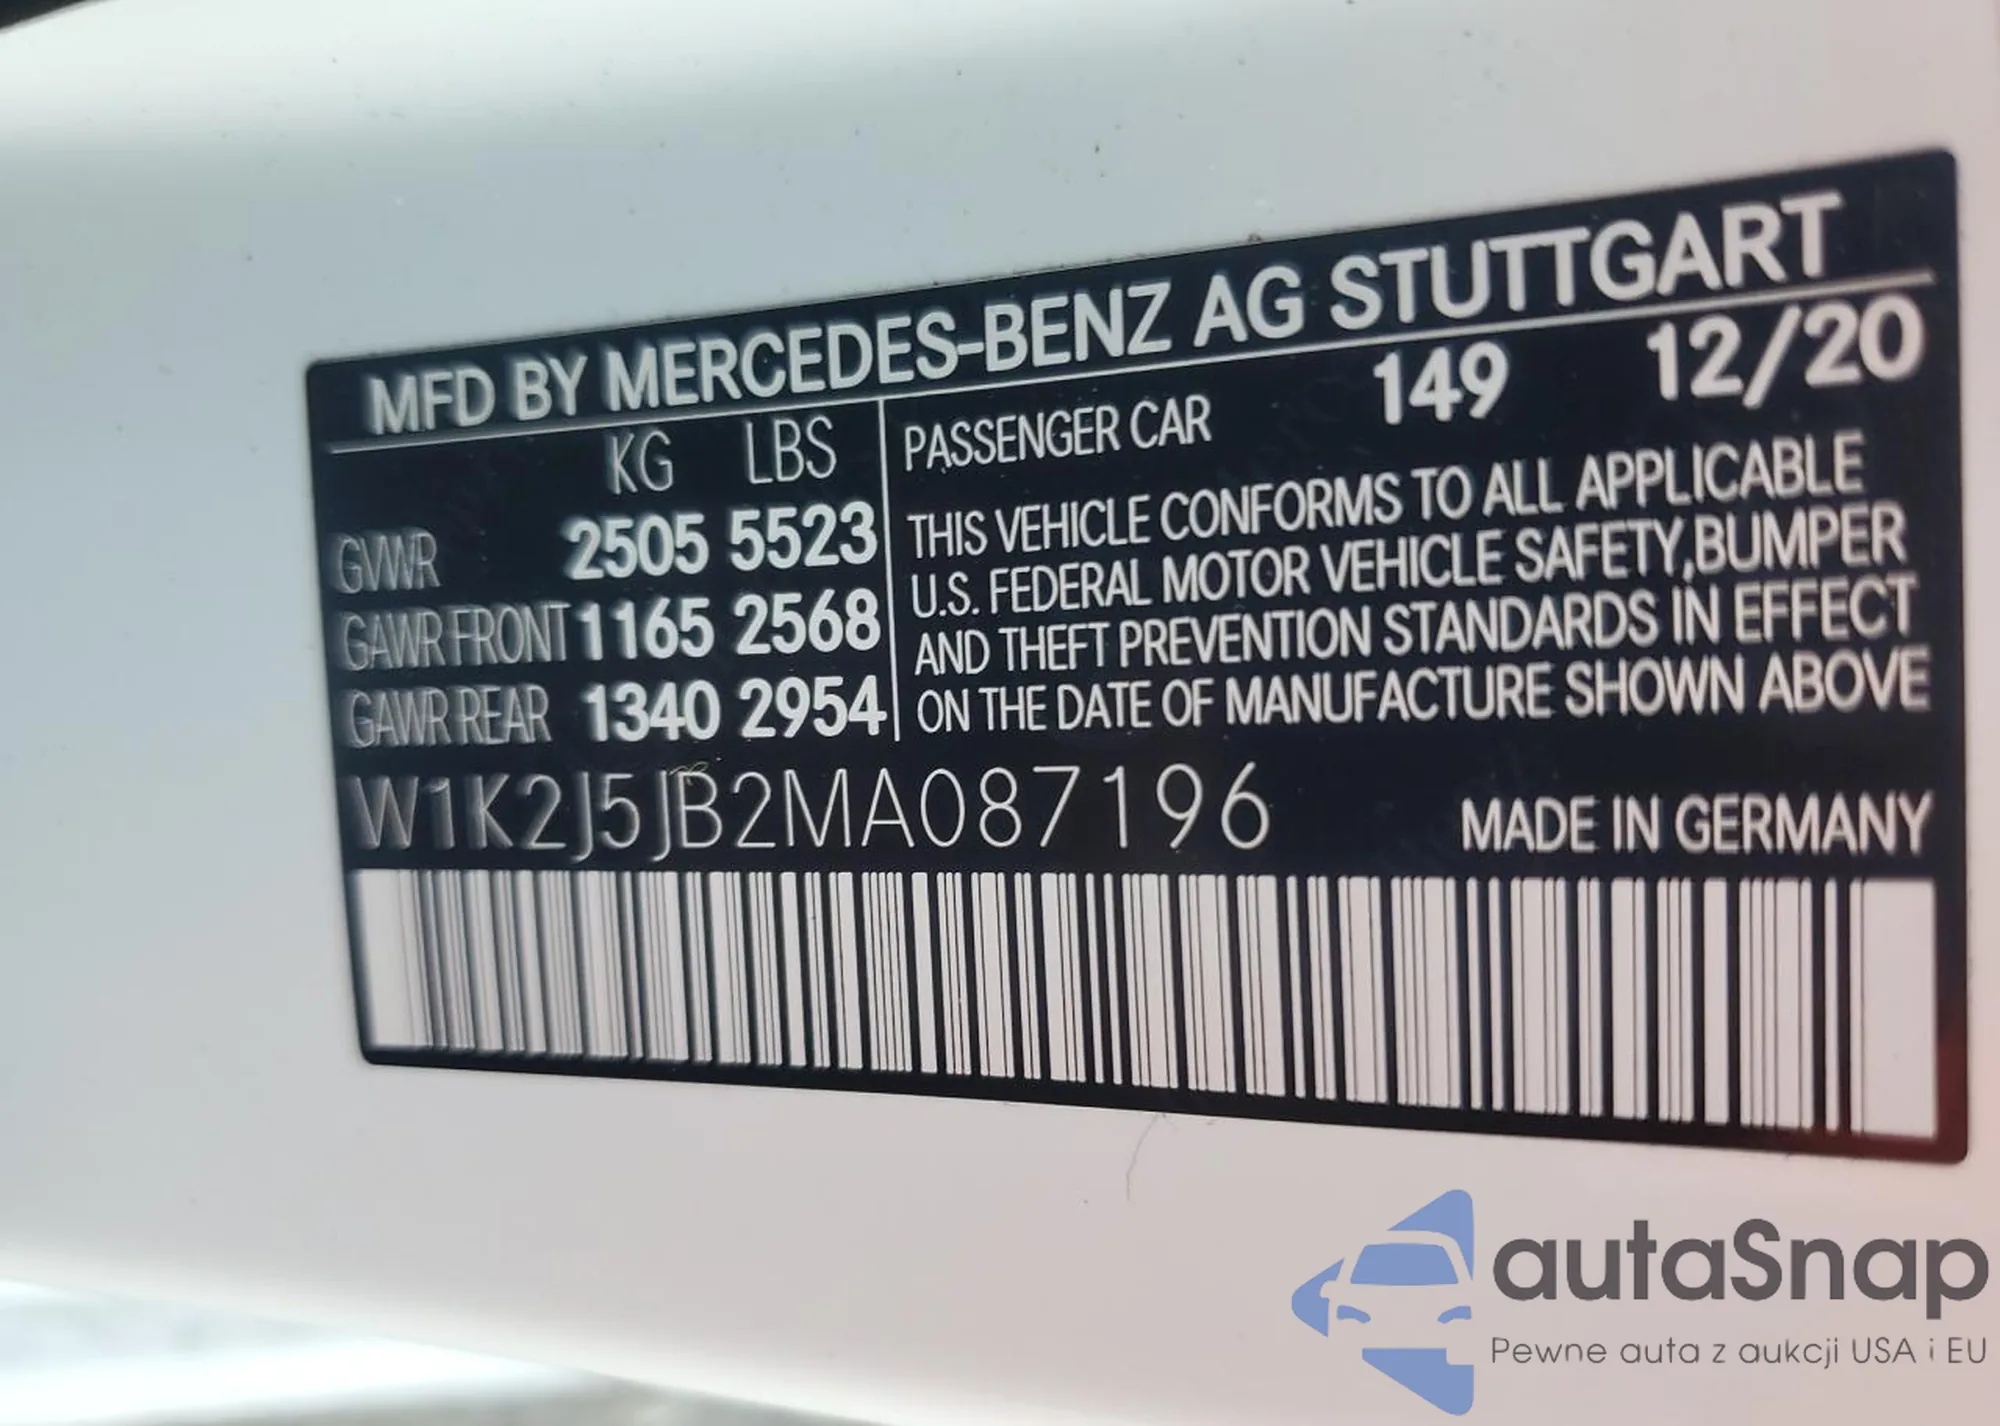 MFD BY MERCEDES-BENZ AG STUTTGART
KG LBS
GVWR 2505 5523
GAWR FRONT 1165 2568
GAWR REAR 1340 2954
PASSENGER CAR 149 12/20
THIS VEHICLE CONFORMS TO ALL APPLICABLE
U.S. FEDERAL MOTOR VEHICLE SAFETY,BUMPER
AND THEFT PREVENTION STANDARDS IN EFFECT
ON THE DATE OF MANUFACTURE SHOWN ABOVE
W1K2J5JB2MA087196
MADE IN GERMANY
autaSnap
Pewne auta z aukcji USA i EU